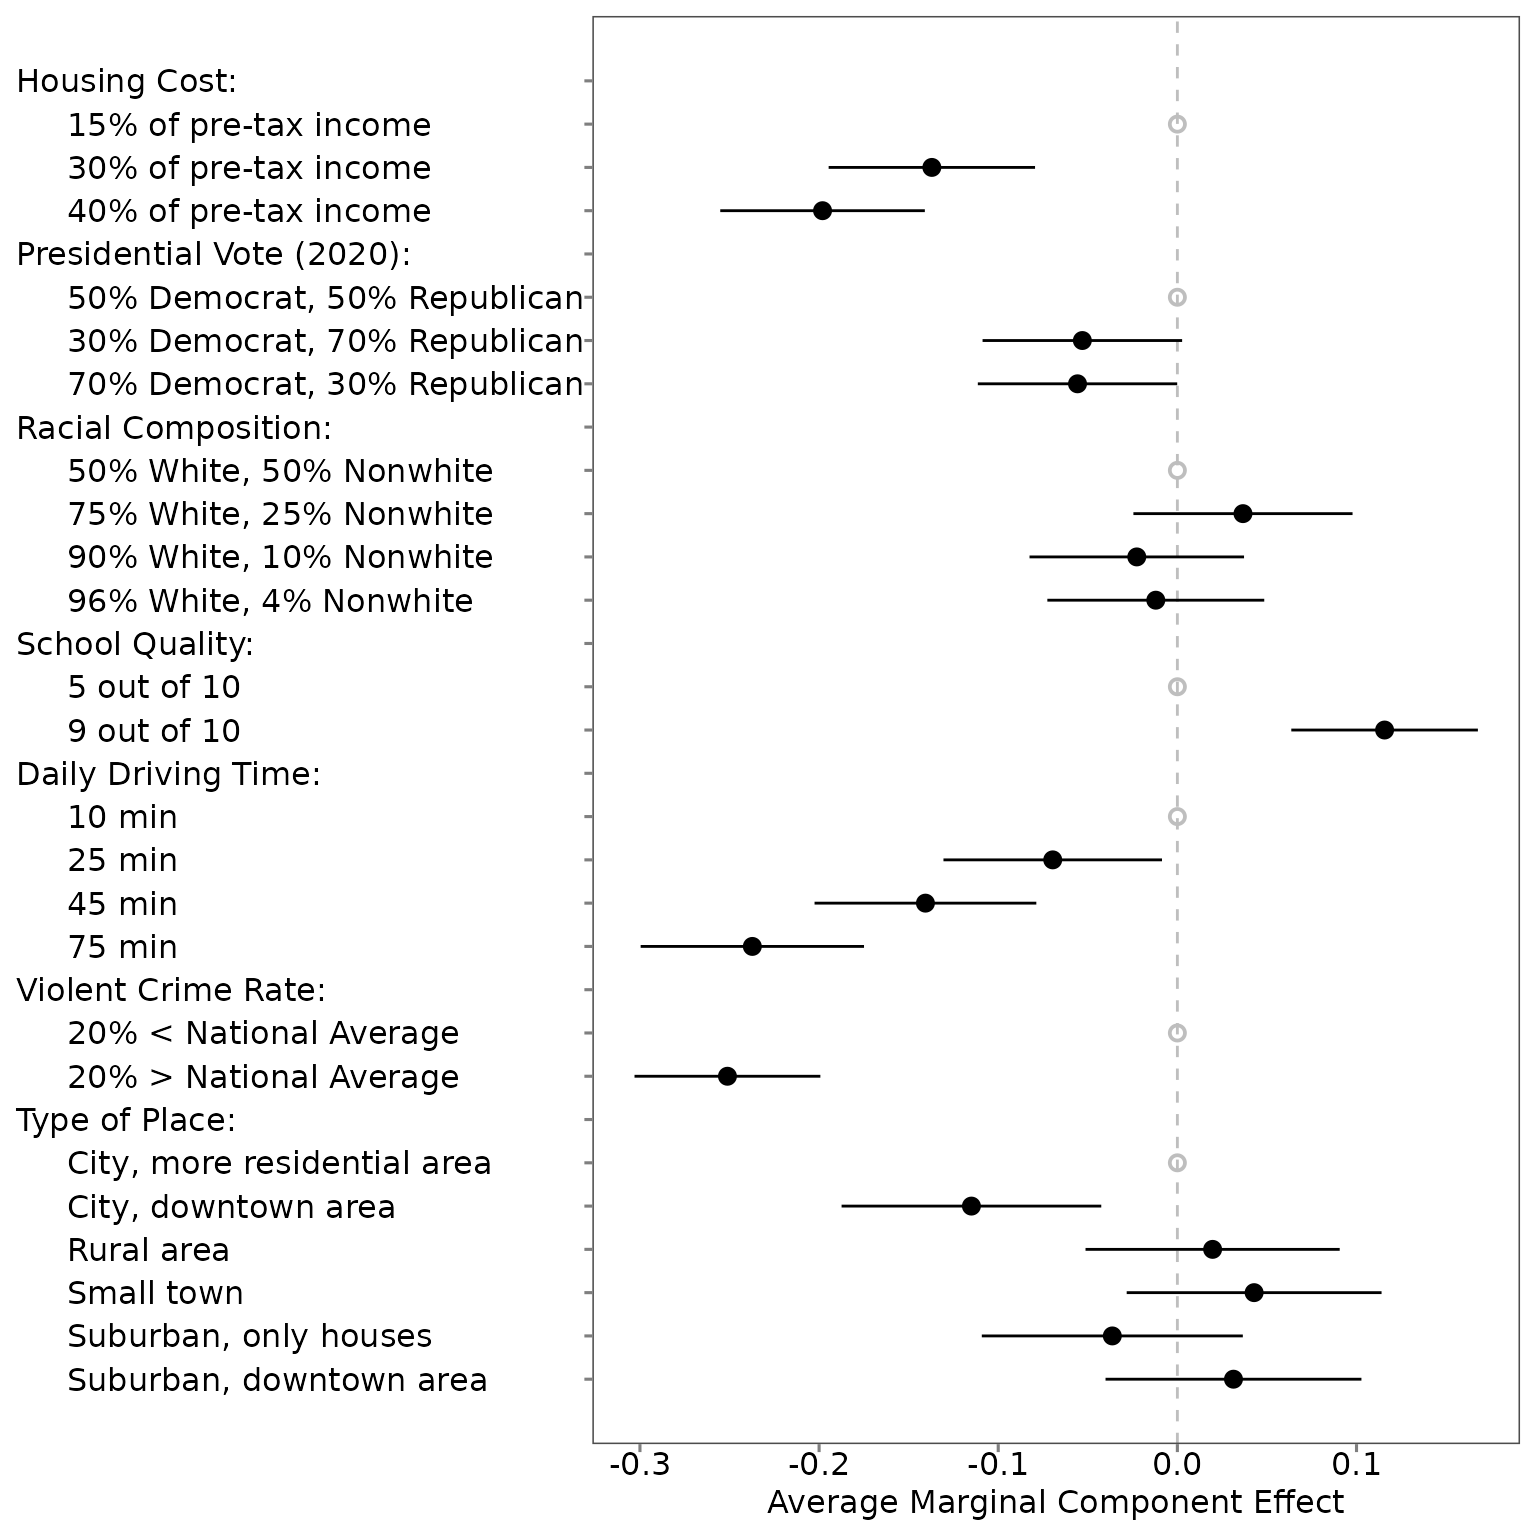 Housing Cost:
15% of pre-tax income
30% of pre-tax income
40% of pre-tax income
Presidential Vote (2020):
50% Democrat, 50% Republican
30% Democrat, 70% Republican
70% Democrat, 30% Republican
Racial Composition:
50% White, 50% Nonwhite
75% White, 25% Nonwhite
90% White, 10% Nonwhite
96% White, 4% Nonwhite
School Quality:
5 out of 10
9 out of 10
Daily Driving Time:
10 min
25 min
45 min
75 min
Violent Crime Rate:
20% < National Average
20% > National Average
Type of Place:
City, more residential area
City, downtown area
Rural area
Small town
Suburban, only houses
Suburban, downtown area
-0.3 -0.2 -0.1 0.0 0.1
Average Marginal Component Effect